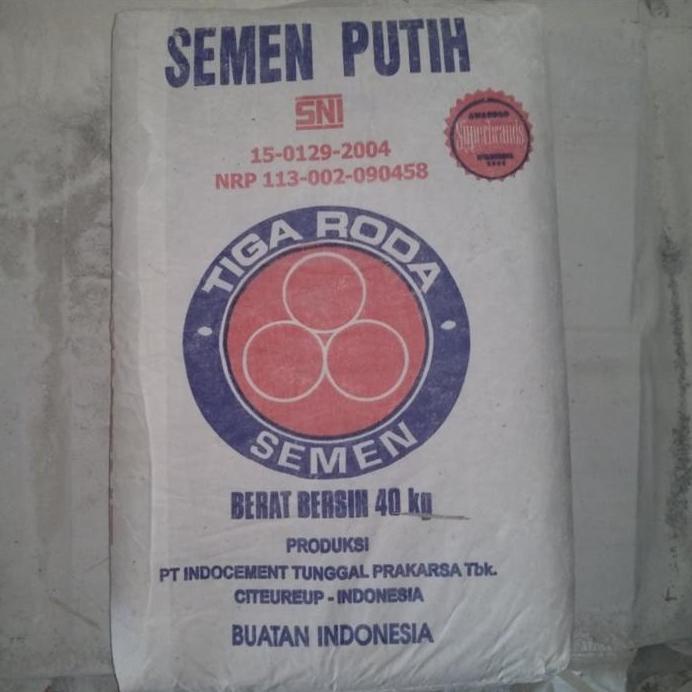 SEMEN PUTIH
SNI
15-0129-2004
NRP 113-002-090458
Superbrands
TIGA RODA
SEMEN
BERAT BERSIH 40 kg
PRODUKSI
PT INDOCEMENT TUNGGAL PRAKARSA Tbk.
CITEUREUP - INDONESIA
BUATAN INDONESIA